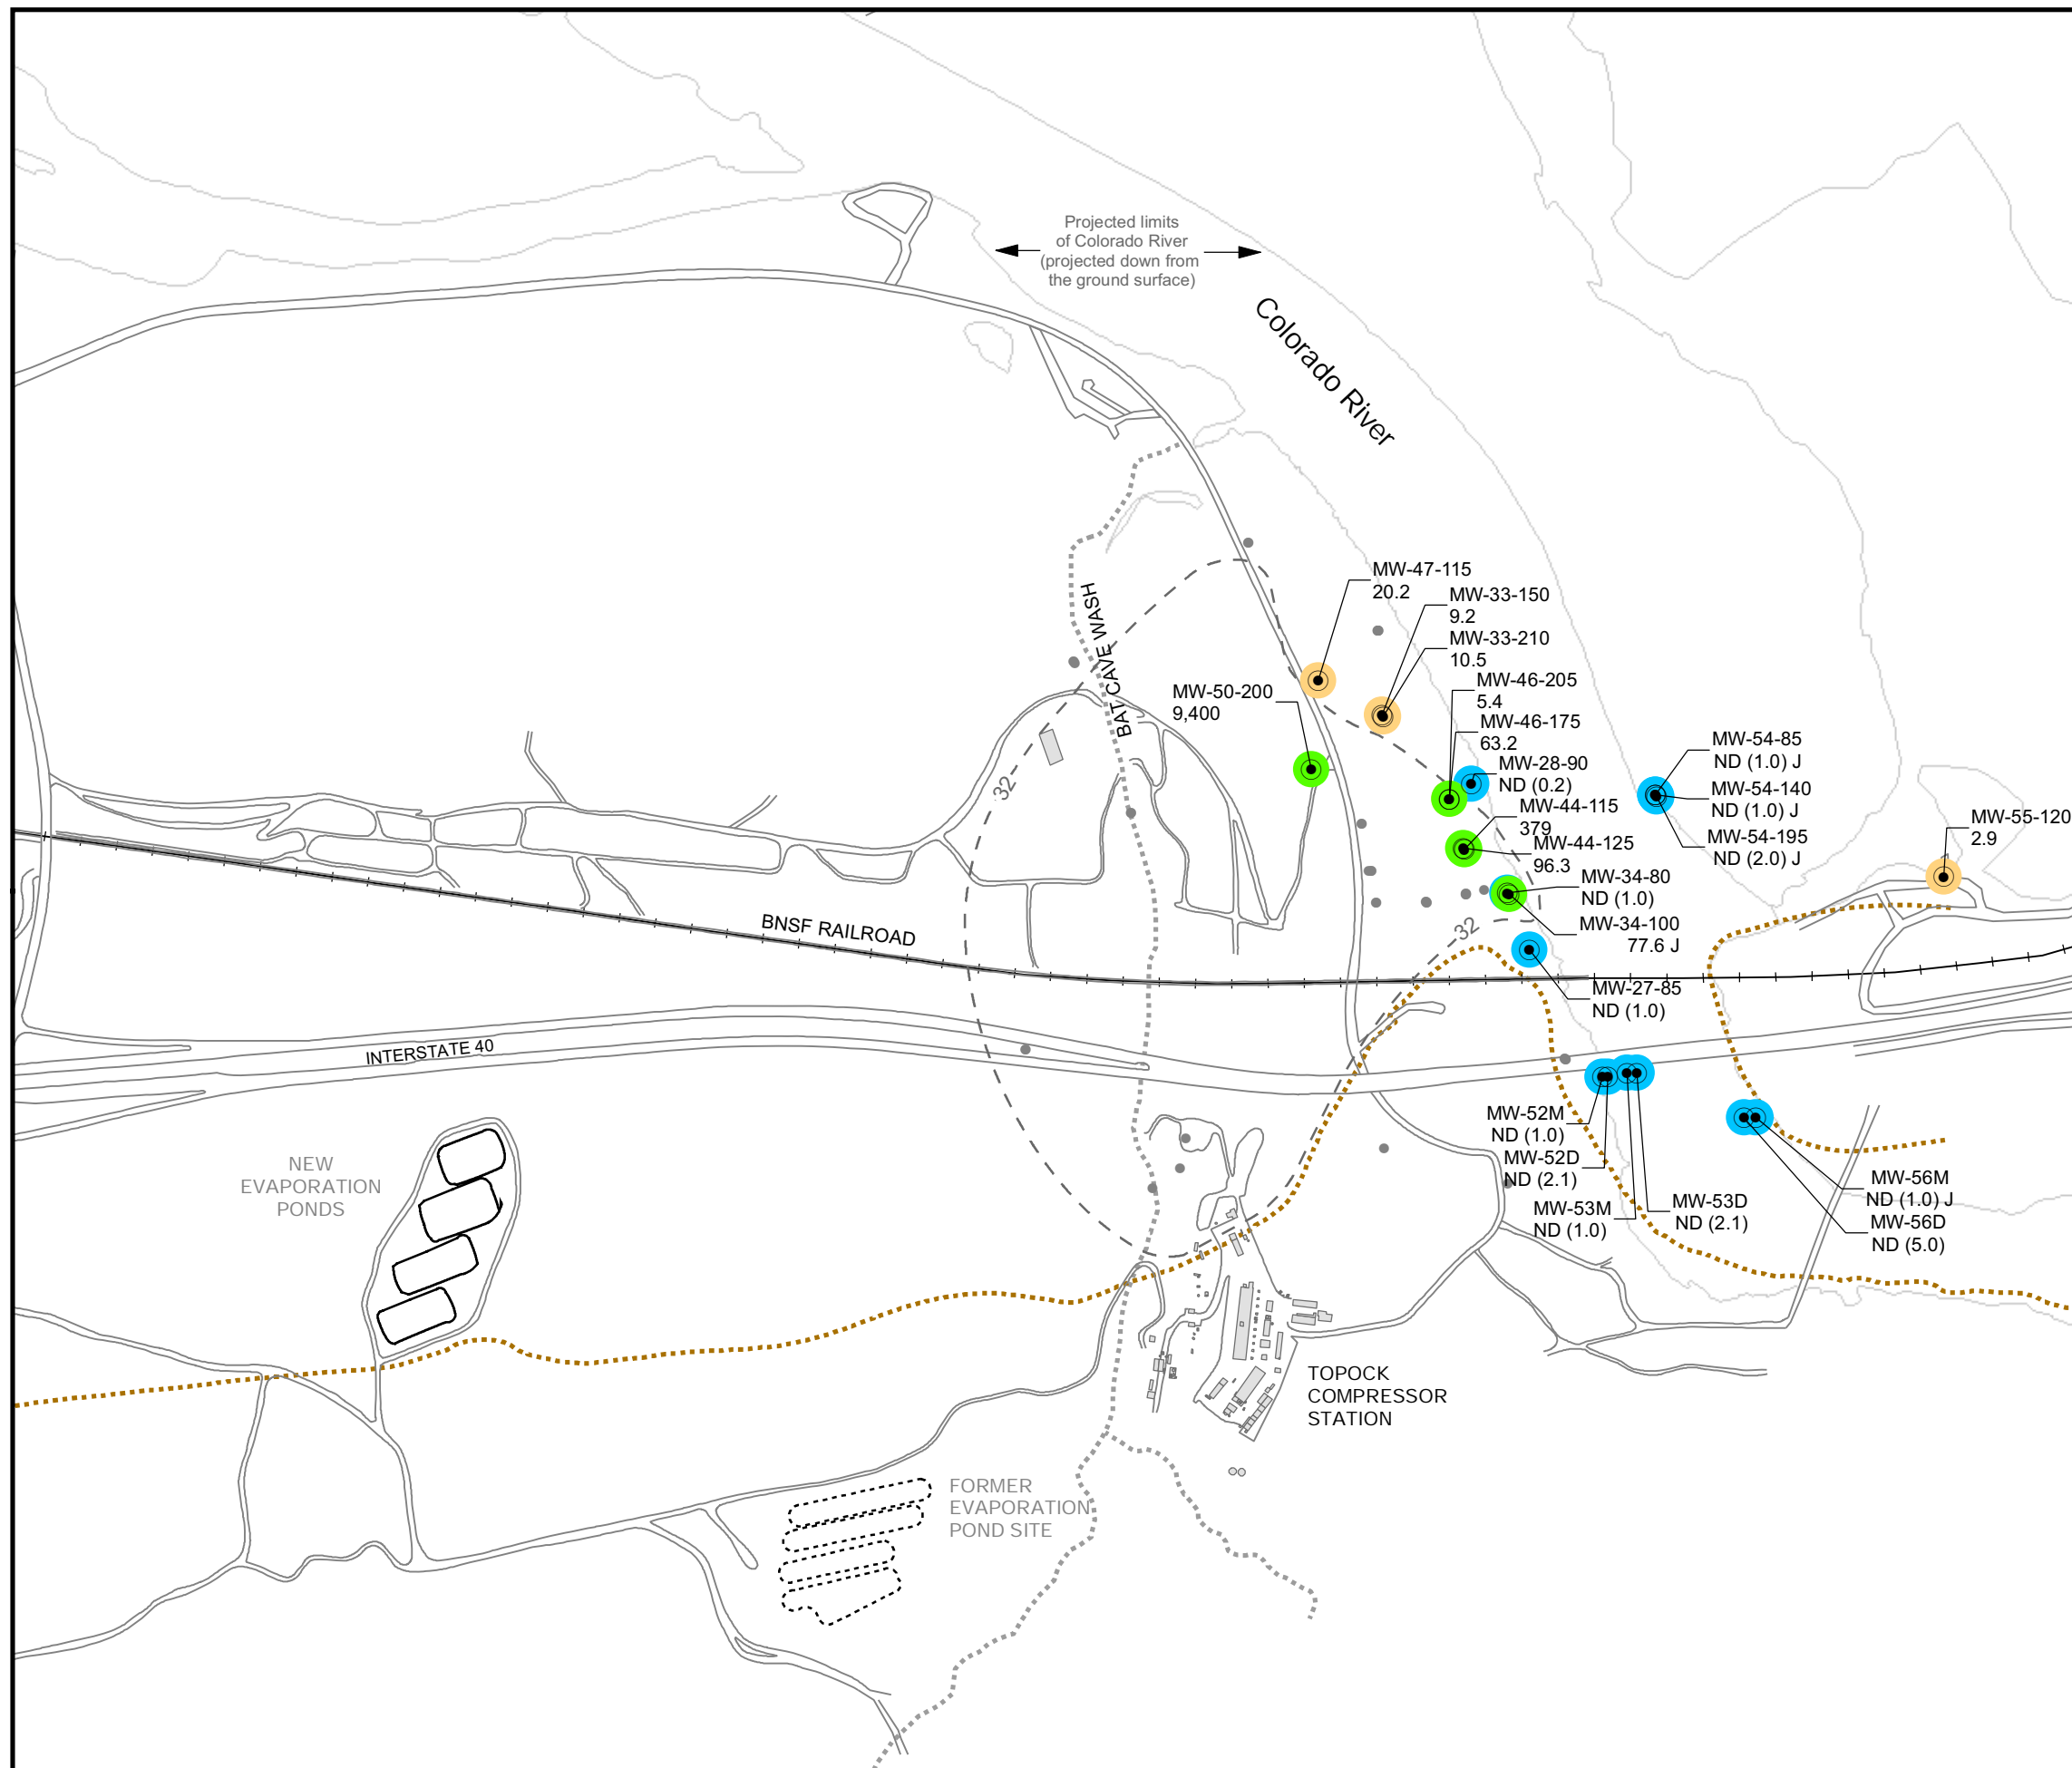 Projected limits
of Colorado River
(projected down from
the ground surface)
Colorado River
MW-47-115
20.2
MW-33-150
9.2
MW-33-210
10.5
MW-46-205
5.4
MW-50-200
9,400
MW-46-175
63.2
MW-28-90
ND (0.2)
MW-44-115
379
MW-44-125
96.3
MW-34-80
ND (1.0)
MW-34-100
77.6 J
MW-54-85
ND (1.0) J
MW-54-140
ND (1.0) J
MW-54-195
ND (2.0) J
MW-55-120
2.9
BAT CAVE WASH
32
32
BNSF RAILROAD
MW-27-85
ND (1.0)
INTERSTATE 40
MW-52M
ND (1.0)
MW-52D
ND (2.1)
MW-53M
ND (1.0)
MW-53D
ND (2.1)
MW-56M
ND (1.0) J
MW-56D
ND (5.0)
NEW
EVAPORATION
PONDS
TOPOCK
COMPRESSOR
STATION
FORMER
EVAPORATION
POND SITE